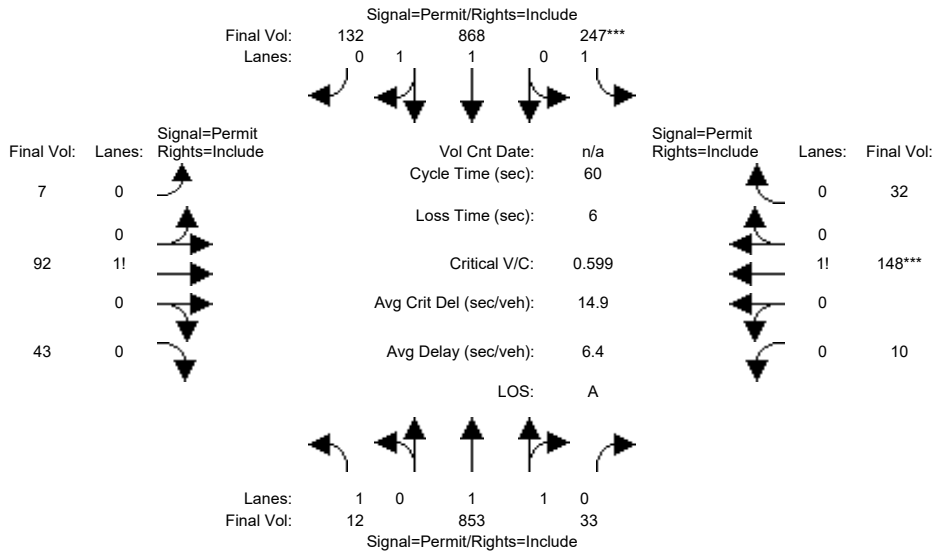 Signal=Permit/Rights=Include
Final Vol: 132 868 247***
Lanes: 0 1 1 0 1
Signal=Permit
Final Vol: Lanes: Rights=Include
Vol Cnt Date: n/a
Signal=Permit
Rights=Include Lanes: Final Vol:
Cycle Time (sec): 60
7 0
0 32
Loss Time (sec): 6
0
0
92 1!
Critical V/C: 0.599
1! 148***
0
Avg Crit Del (sec/veh): 14.9
0
43 0
Avg Delay (sec/veh): 6.4
0 10
LOS: A
Lanes: 1 0 1 1 0
Final Vol: 12 853 33
Signal=Permit/Rights=Include